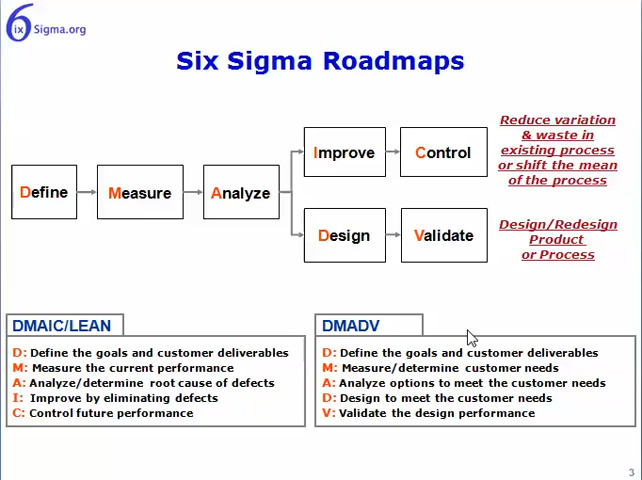 6ixSigma.org
Six Sigma Roadmaps
Define
Measure
Analyze
Improve
Control
Design
Validate
Reduce variation
& waste in
existing process
or shift the mean
of the process
Design/Redesign
Product
or Process
DMAIC/LEAN
D: Define the goals and customer deliverables
M: Measure the current performance
A: Analyze/determine root cause of defects
I: Improve by eliminating defects
C: Control future performance
DMADV
D: Define the goals and customer deliverables
M: Measure/determine customer needs
A: Analyze options to meet the customer needs
D: Design to meet the customer needs
V: Validate the design performance
3